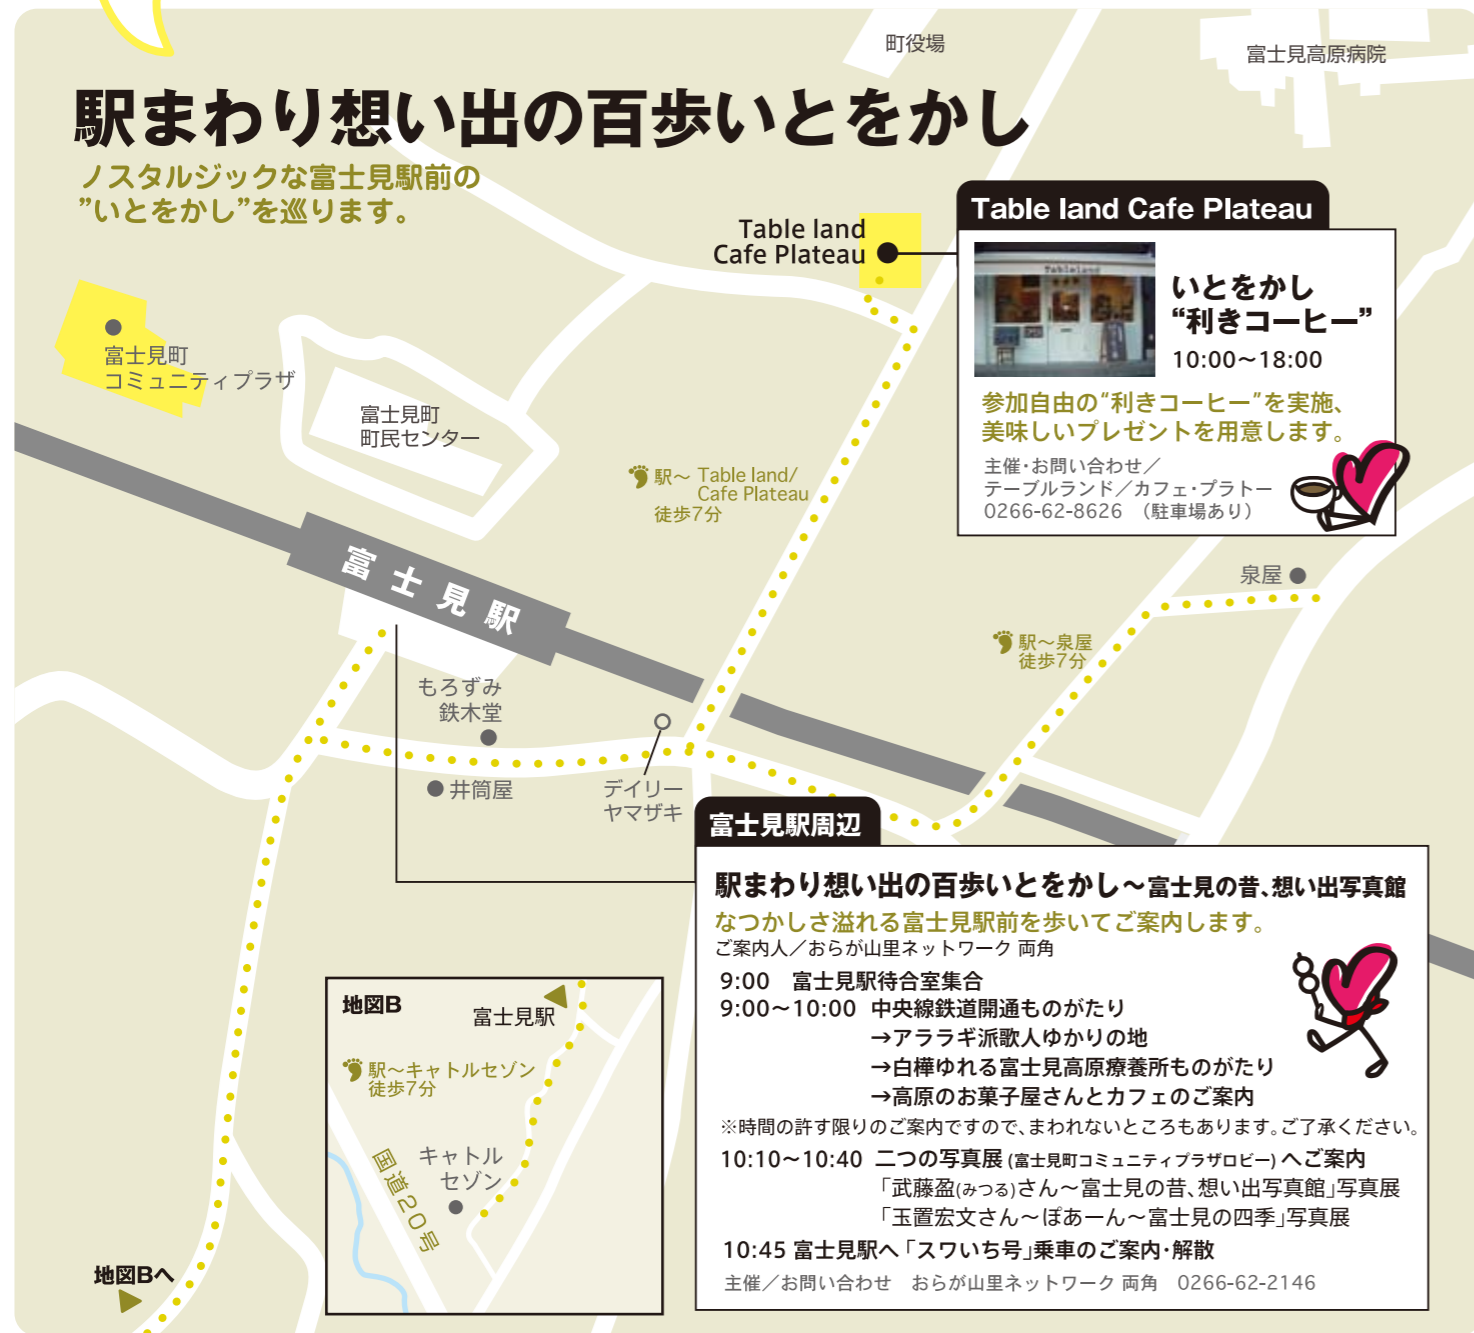 町役場
富士見高原病院
駅まわり想い出の百歩いとをかし
ノスタルジックな富士見駅前の
”いとをかし”を巡ります。
Table land
Cafe Plateau
Table land Cafe Plateau
Tableland
いとをかし
“利きコーヒー”
10:00〜18:00
参加自由の“利きコーヒー”を実施、
美味しいプレゼントを用意します。
主催・お問い合わせ／
テーブルランド／カフェ・プラトー
0266-62-8626 （駐車場あり）
富士見町
コミュニティプラザ
富士見町
町民センター
駅〜 Table land/
Cafe Plateau
徒歩7分
富士見駅
泉屋
駅〜泉屋
徒歩7分
もろずみ
鉄木堂
井筒屋
デイリー
ヤマザキ
富士見駅周辺
駅まわり想い出の百歩いとをかし〜富士見の昔、想い出写真館
なつかしさ溢れる富士見駅前を歩いてご案内します。
ご案内人／おらが山里ネットワーク 両角
9:00 富士見駅待合室集合
9:00〜10:00 中央線鉄道開通ものがたり
→アララギ派歌人ゆかりの地
→白樺ゆれる富士見高原療養所ものがたり
→高原のお菓子屋さんとカフェのご案内
※時間の許す限りのご案内ですので、まわれないところもあります。ご了承ください。
10:10〜10:40 二つの写真展 (富士見町コミュニティプラザロビー) へご案内
「武藤盈(みつる)さん〜富士見の昔、想い出写真館」写真展
「玉置宏文さん〜ぽあーん〜富士見の四季」写真展
10:45 富士見駅へ「スワいち号」乗車のご案内・解散
主催／お問い合わせ おらが山里ネットワーク 両角 0266-62-2146
地図B
富士見駅
駅〜キャトルセゾン
徒歩7分
キャトル
セゾン
国道20号
地図Bへ